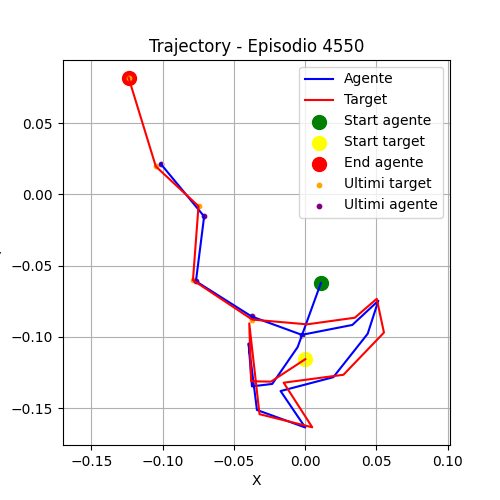 Trajectory - Episodio 4550
Agente
Target
Start agente
Start target
End agente
Ultimi target
Ultimi agente
0.05
0.00
−0.05
−0.10
−0.15
−0.15
−0.10
−0.05
0.00
0.05
0.10
X